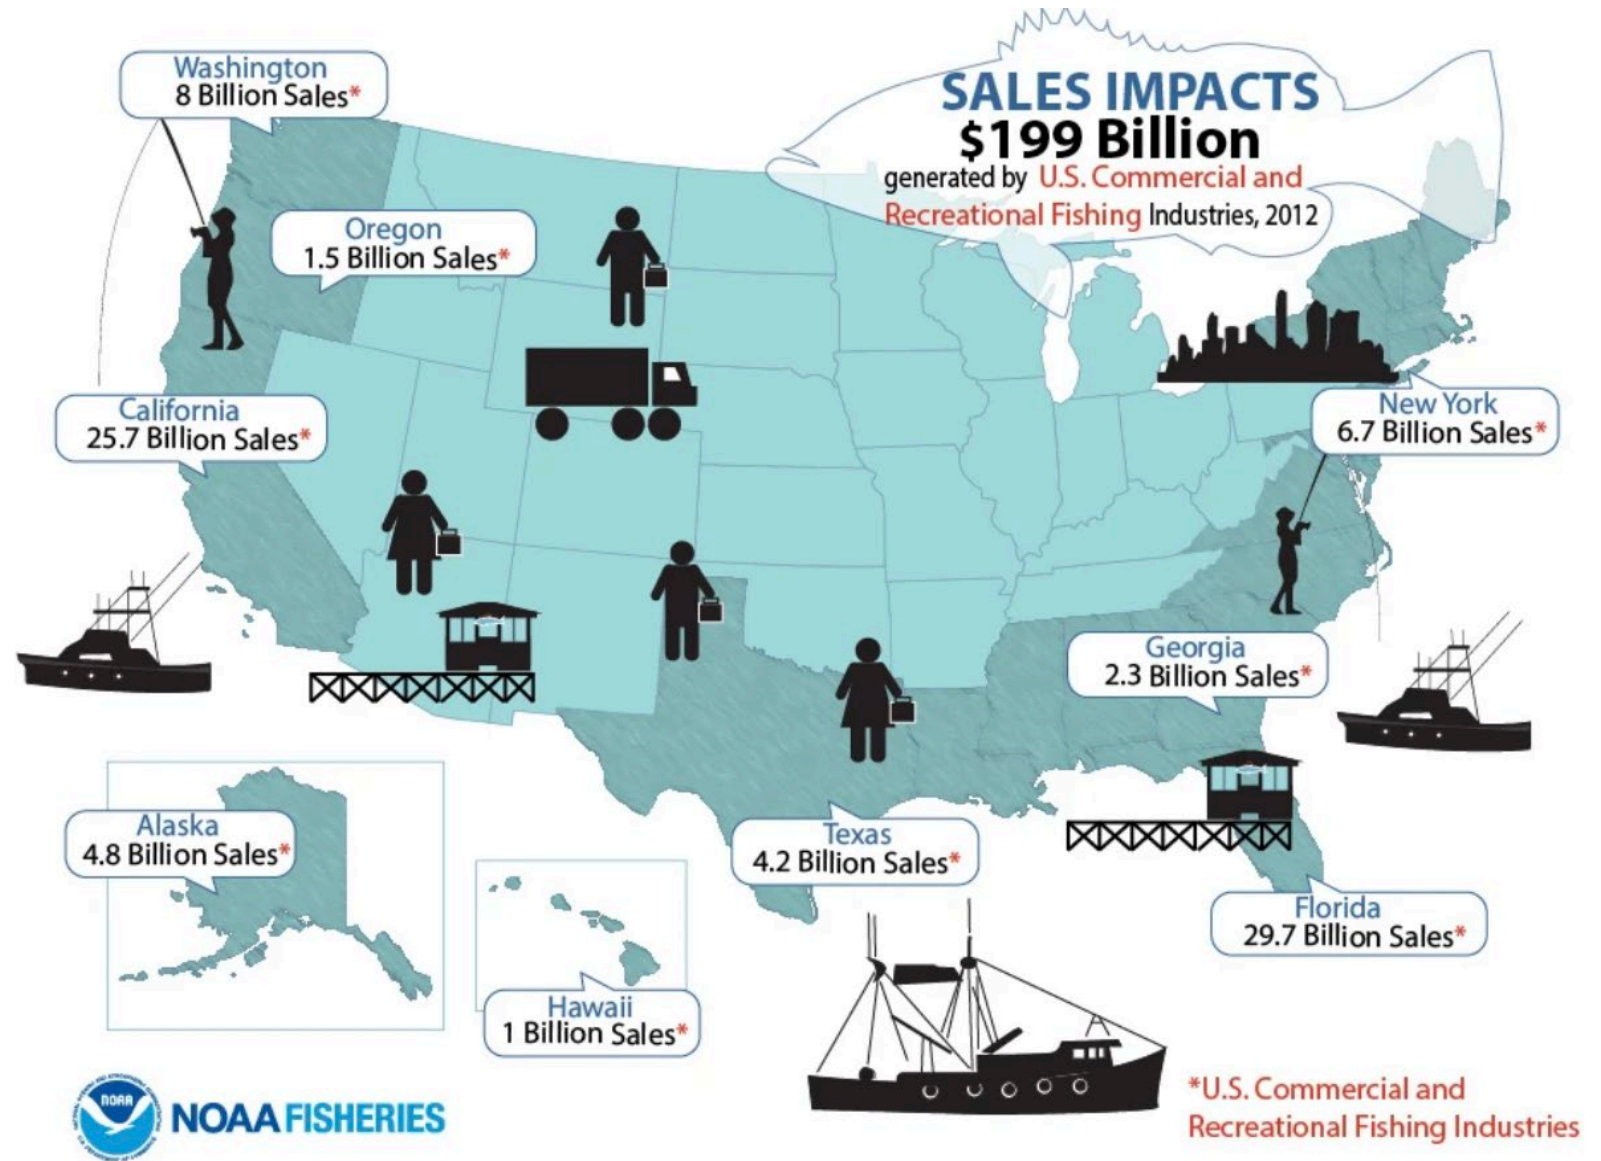 SALES IMPACTS
$199 Billion
generated by U.S. Commercial and
Recreational Fishing Industries, 2012
Washington
8 Billion Sales*
Oregon
1.5 Billion Sales*
California
25.7 Billion Sales*
New York
6.7 Billion Sales*
Georgia
2.3 Billion Sales*
Alaska
4.8 Billion Sales*
Texas
4.2 Billion Sales*
Florida
29.7 Billion Sales*
Hawaii
1 Billion Sales*
NOAA
NOAA FISHERIES
*U.S. Commercial and
Recreational Fishing Industries